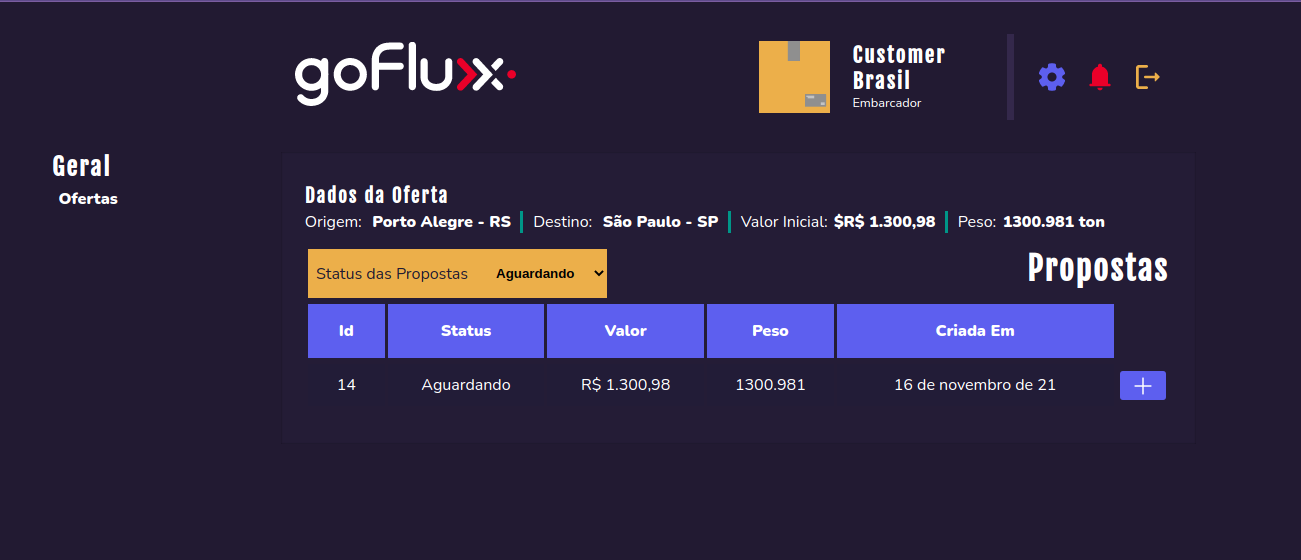 goFlux
Customer
Brasil
Embarcador
Geral
Ofertas
Dados da Oferta
Origem: Porto Alegre - RS Destino: São Paulo - SP Valor Inicial: $R$ 1.300,98 Peso: 1300.981 ton
Status das Propostas Aguardando Propostas
Id Status Valor Peso Criada Em
14 Aguardando R$ 1.300,98 1300.981 16 de novembro de 21